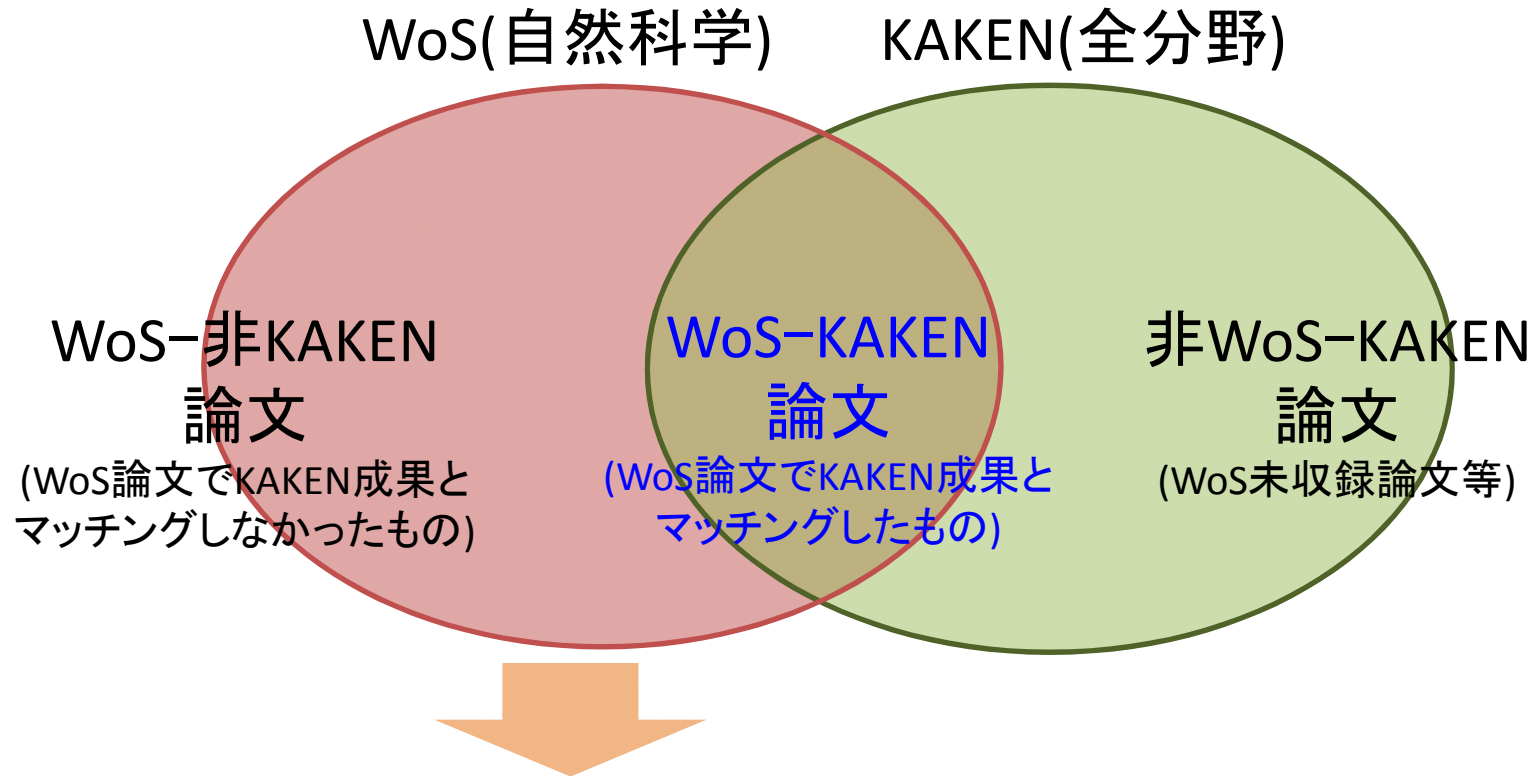 WoS(自然科学)
KAKEN(全分野)
WoS－非KAKEN
論文
(WoS論文でKAKEN成果と
マッチングしなかったもの)
WoS－KAKEN
論文
(WoS論文でKAKEN成果と
マッチングしたもの)
非WoS－KAKEN
論文
(WoS未収録論文等)